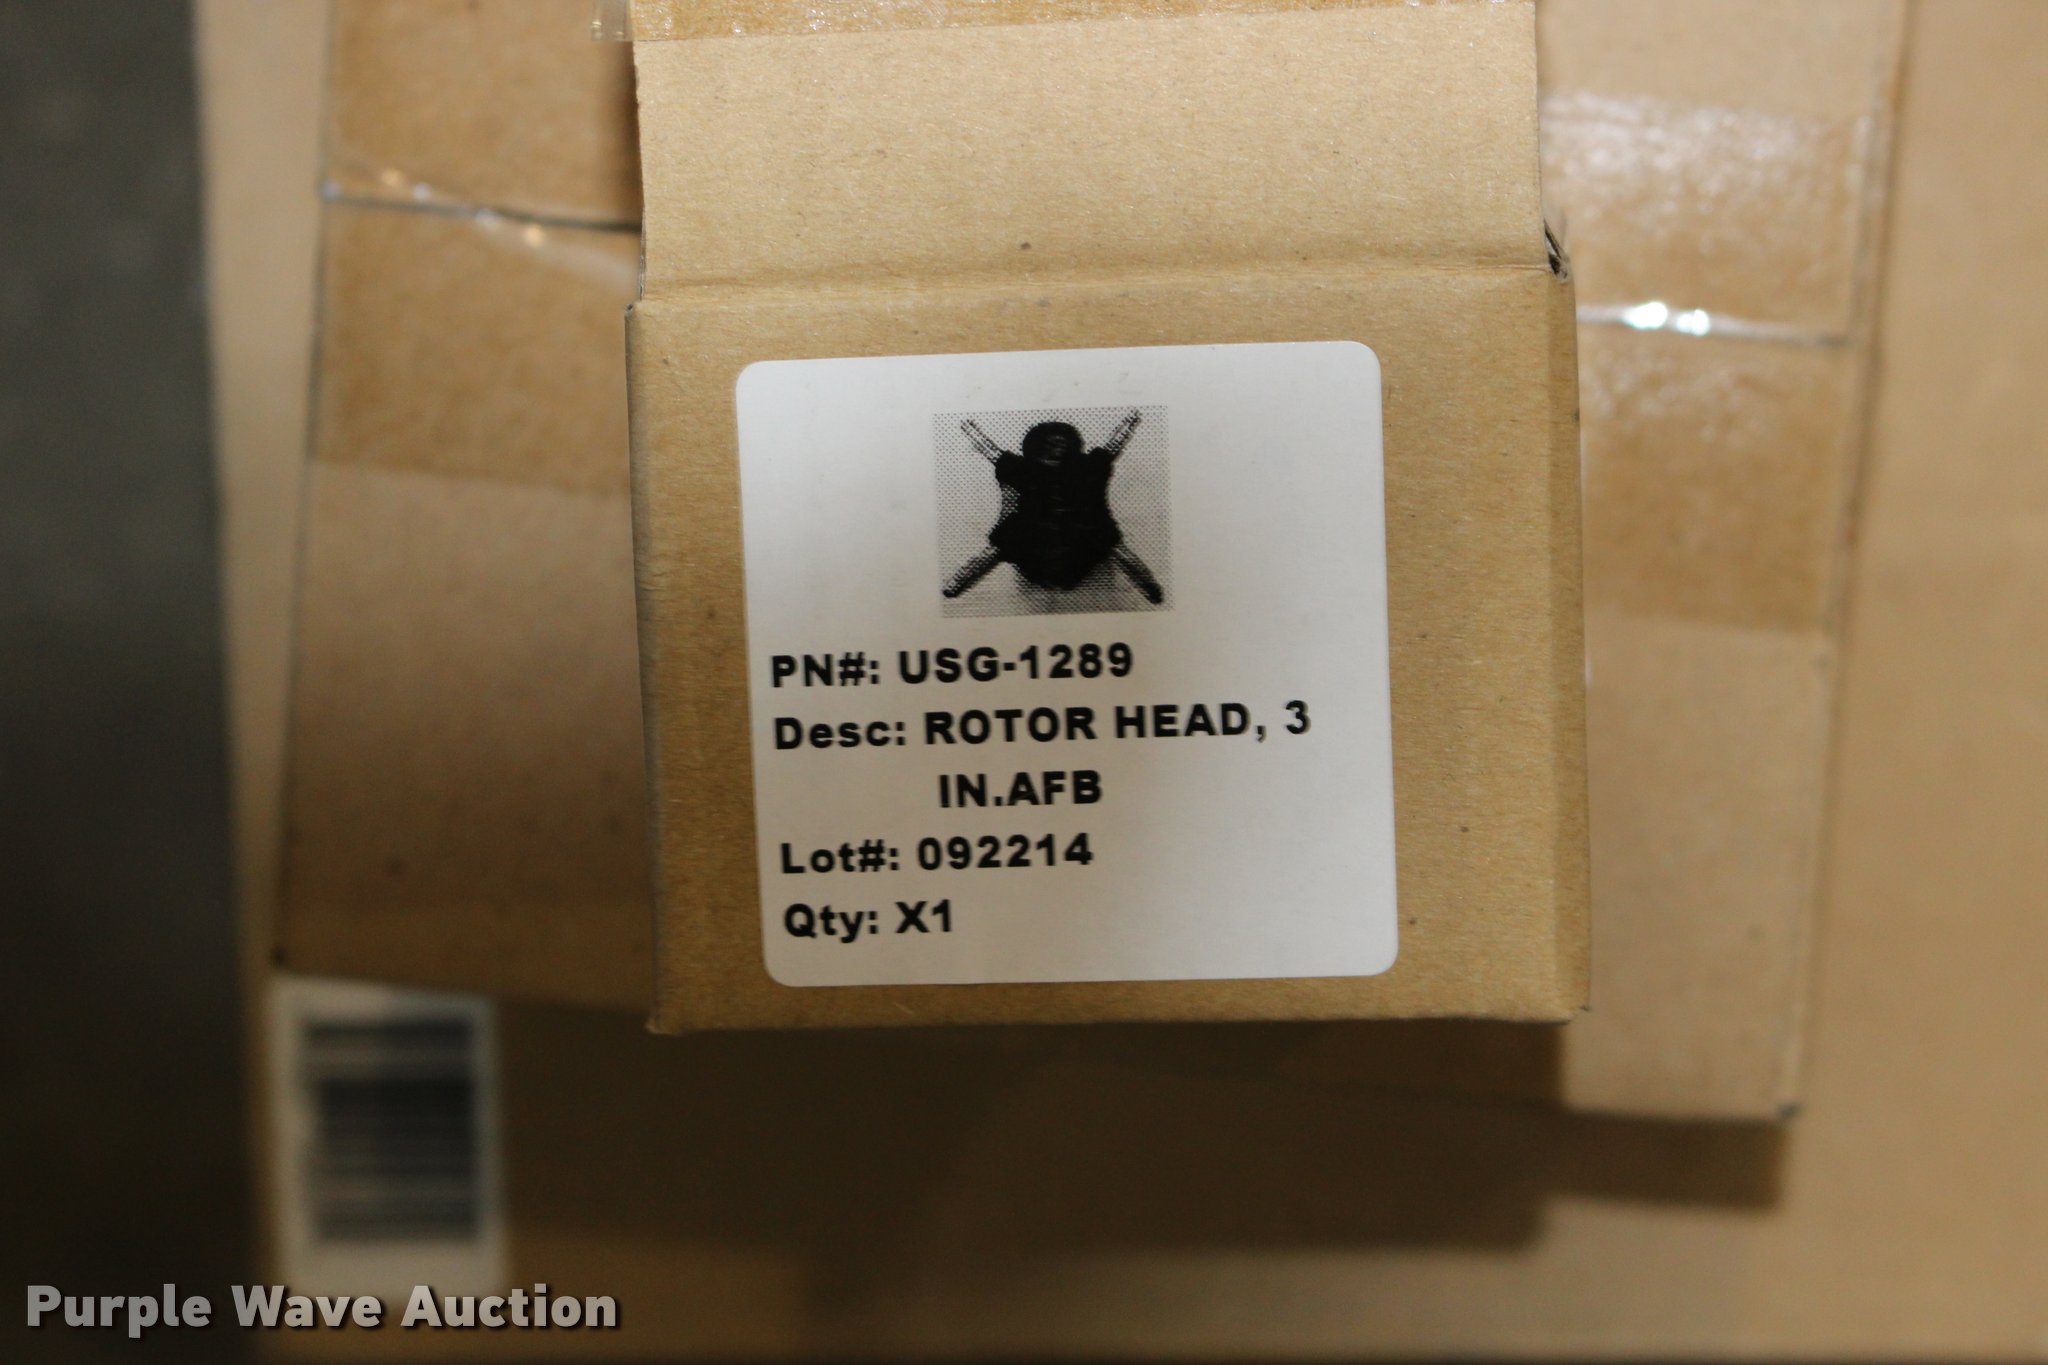 PN#: USG-1289
Desc: ROTOR HEAD, 3
IN.AFB
Lot#: 092214
Qty: X1
Purple Wave Auction